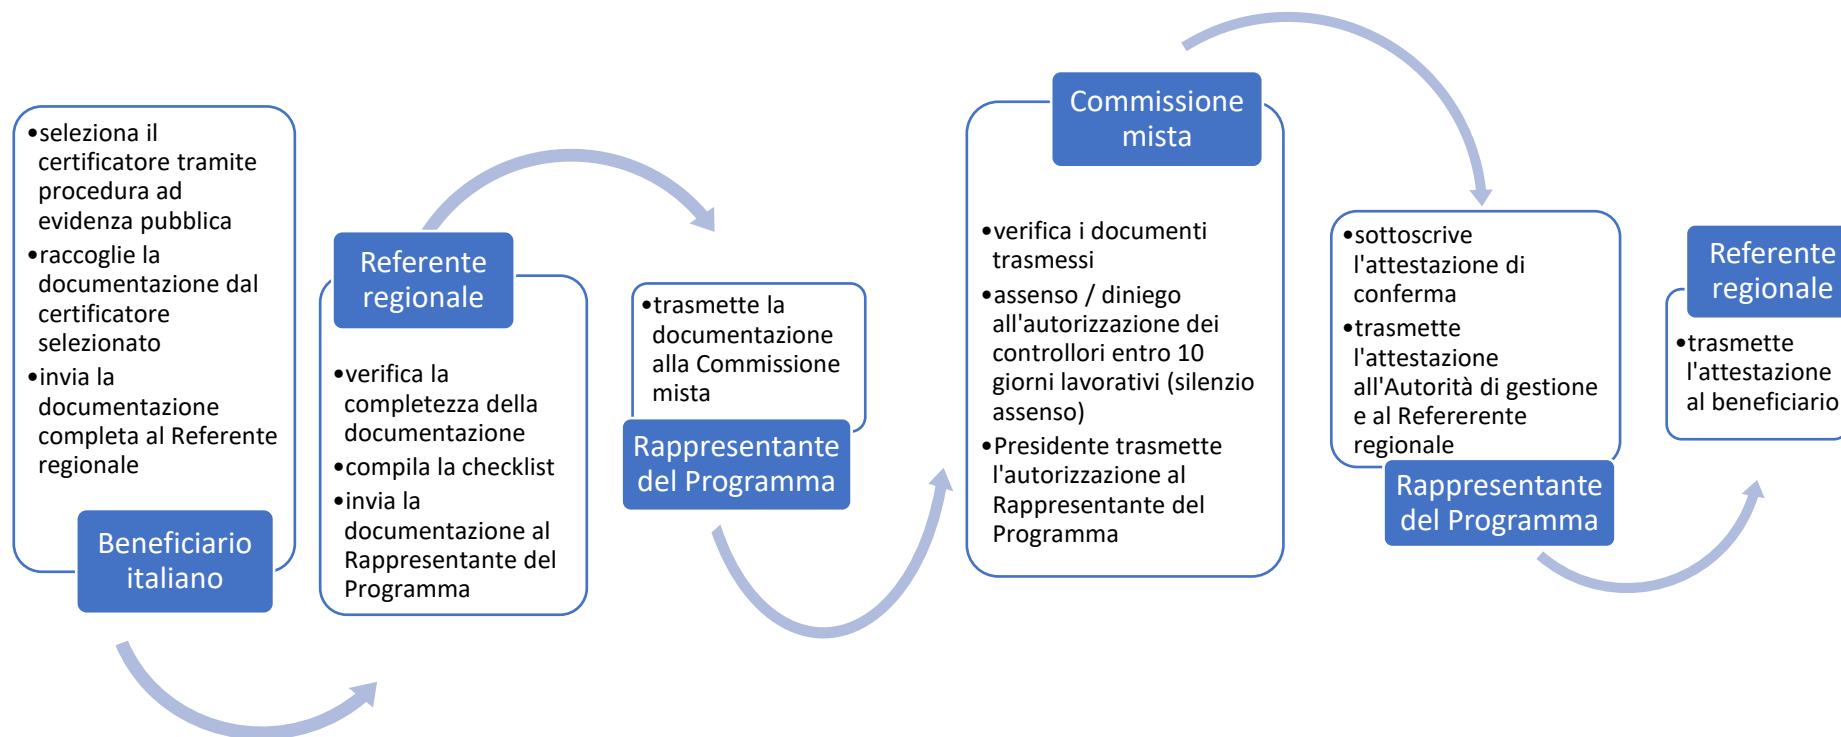 •seleziona il
certificatore tramite
procedura ad
evidenza pubblica
•raccoglie la
documentazione dal
certificatore
selezionato
•invia la
documentazione
completa al Referente
regionale
Beneficiario
italiano
Referente
regionale
•verifica la
completezza della
documentazione
•compila la checklist
•invia la
documentazione al
Rappresentante del
Programma
•trasmette la
documentazione
alla Commissione
mista
Rappresentante
del Programma
Commissione
mista
•verifica i documenti
trasmessi
•assenso / diniego
all'autorizzazione dei
controllori entro 10
giorni lavorativi (silenzio
assenso)
•Presidente trasmette
l'autorizzazione al
Rappresentante del
Programma
•sottoscrive
l'attestazione di
conferma
•trasmette
l'attestazione
all'Autorità di gestione
e al Refererente
regionale
Rappresentante
del Programma
Referente
regionale
•trasmette
l'attestazione
al beneficiario